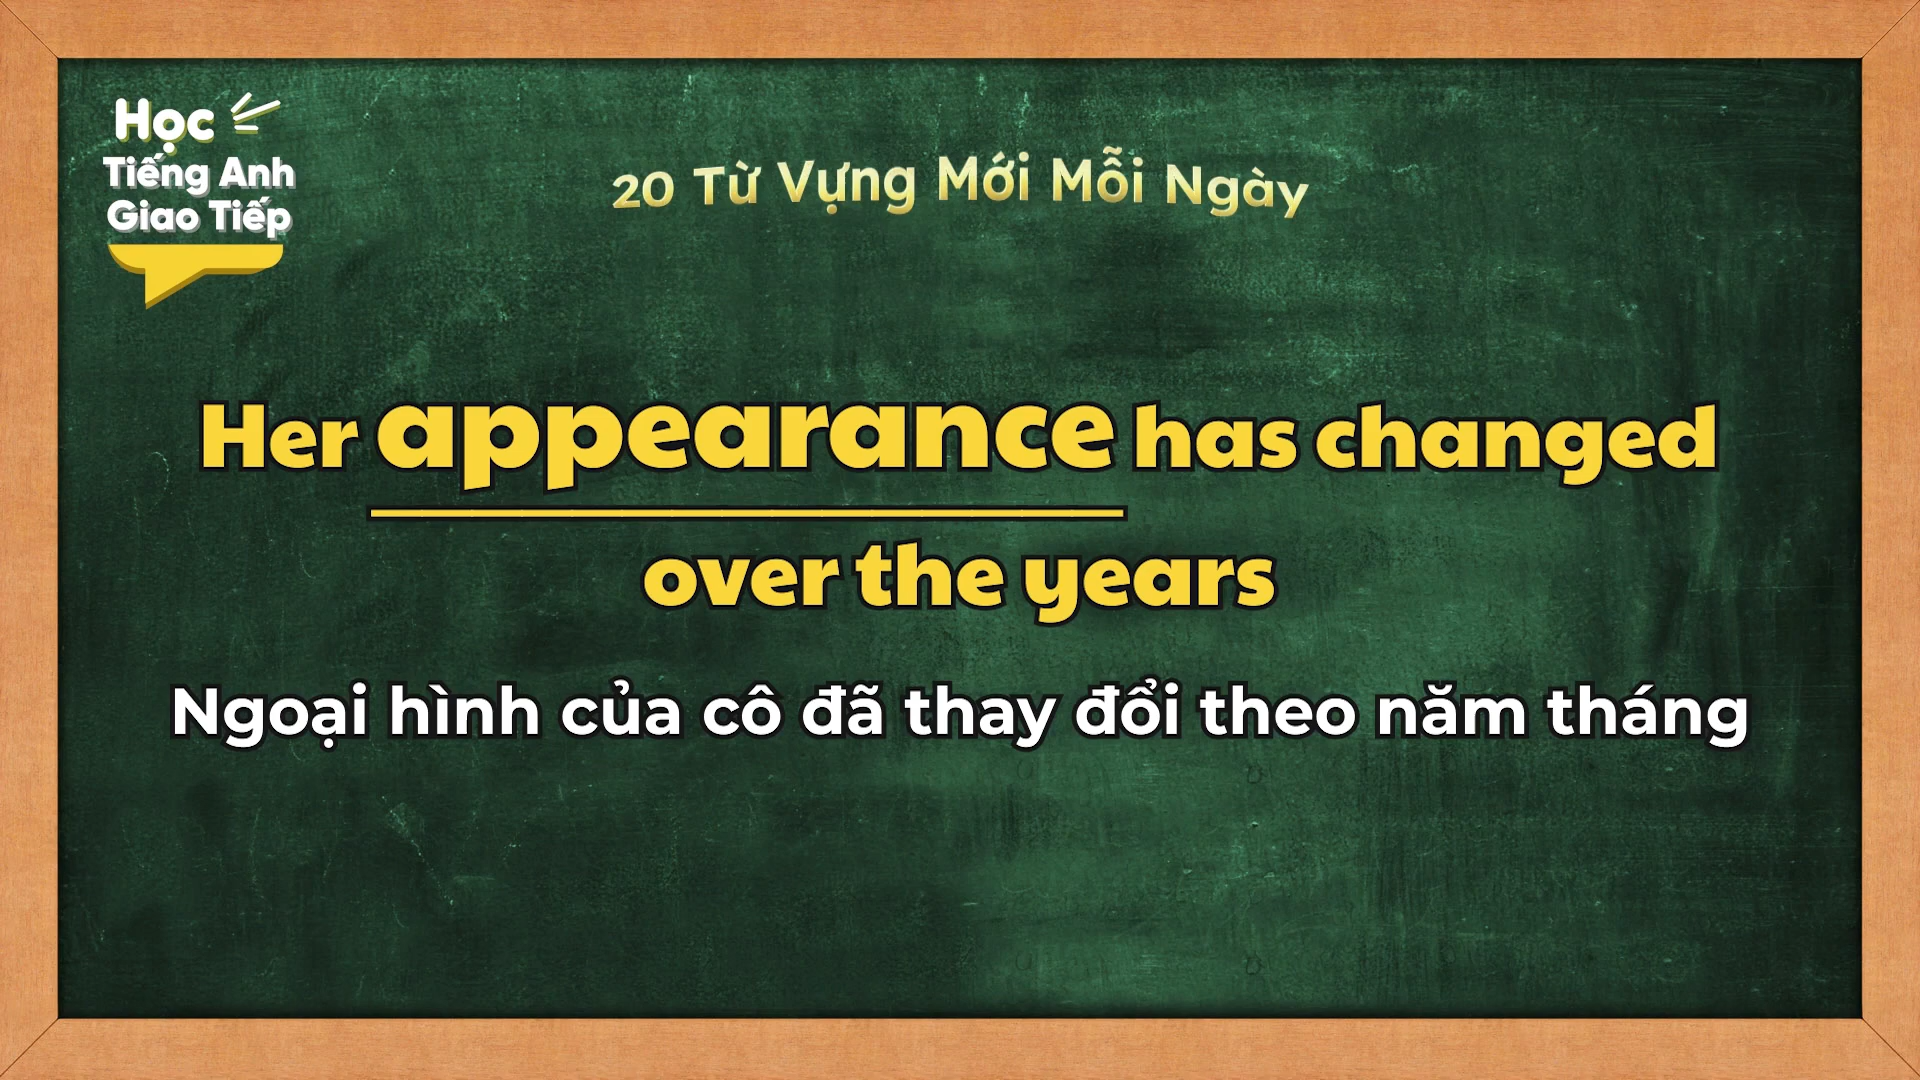 Học
Tiếng Anh
Giao Tiếp
20 Từ Vựng Mới Mỗi Ngày
Her appearance has changed
over the years
Ngoại hình của cô đã thay đổi theo năm tháng